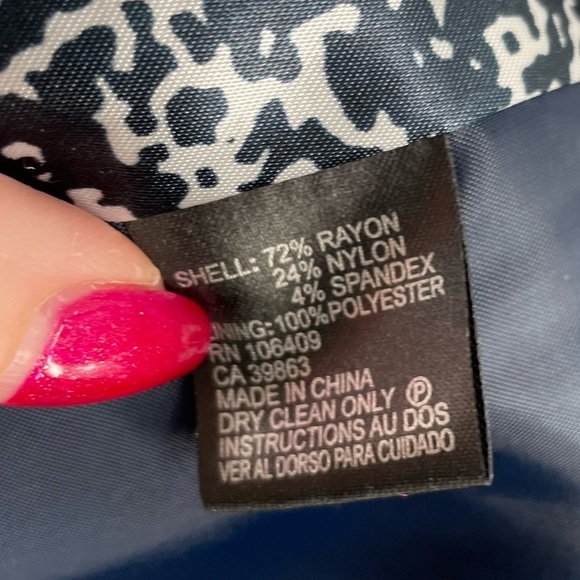 SHELL: 72% RAYON
24% NYLON
4% SPANDEX
NING: 100% POLYESTER
RN 106409
CA 39863
MADE IN CHINA
DRY CLEAN ONLY Ⓟ
INSTRUCTIONS AU DOS
VER AL DORSO PARA CUIDADO